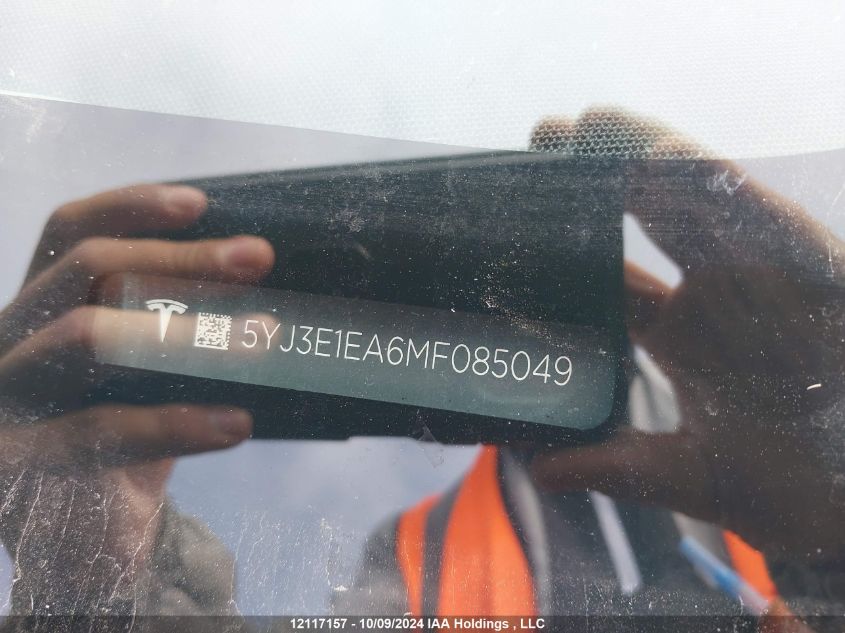 5YJ3E1EA6MF085049
12117157 - 10/09/2024 IAA Holdings , LLC